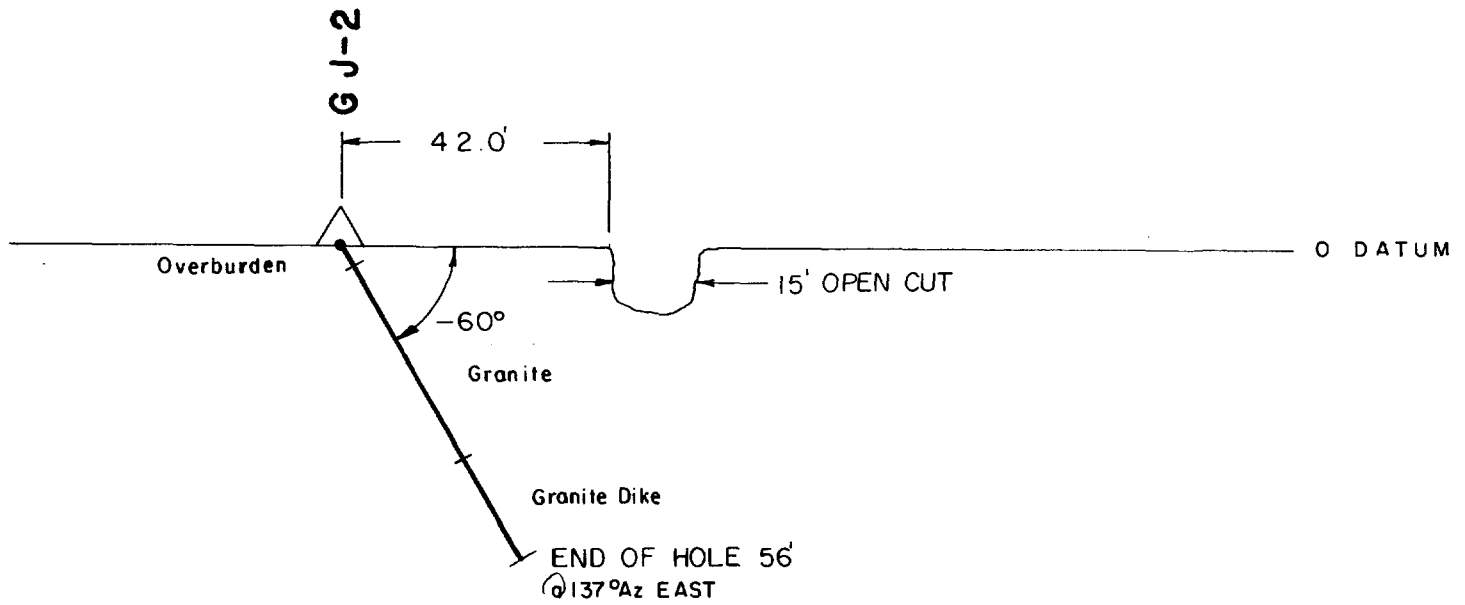 GJ-2
42.0'
O DATUM
Overburden
15' OPEN CUT
-60°
Granite
Granite Dike
END OF HOLE 56'
@137°Az EAST